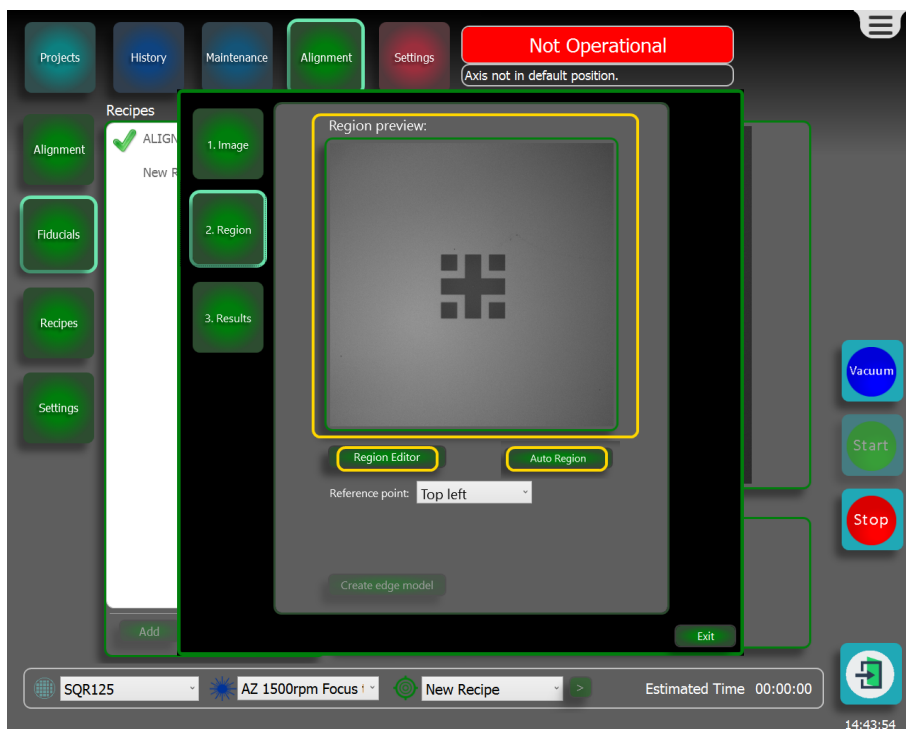 Projects
History
Maintenance
Alignment
Settings
Not Operational
Axis not in default position.
Alignment
Fiducials
Recipes
Settings
Recipes
ALIGN
New R
Add
1. Image
2. Region
3. Results
Region preview:
Region Editor
Auto Region
Reference point: Top left
Create edge model
Exit
Vacuum
Start
Stop
SQR125
AZ 1500rpm Focus
New Recipe
>
Estimated Time 00:00:00
14:43:54